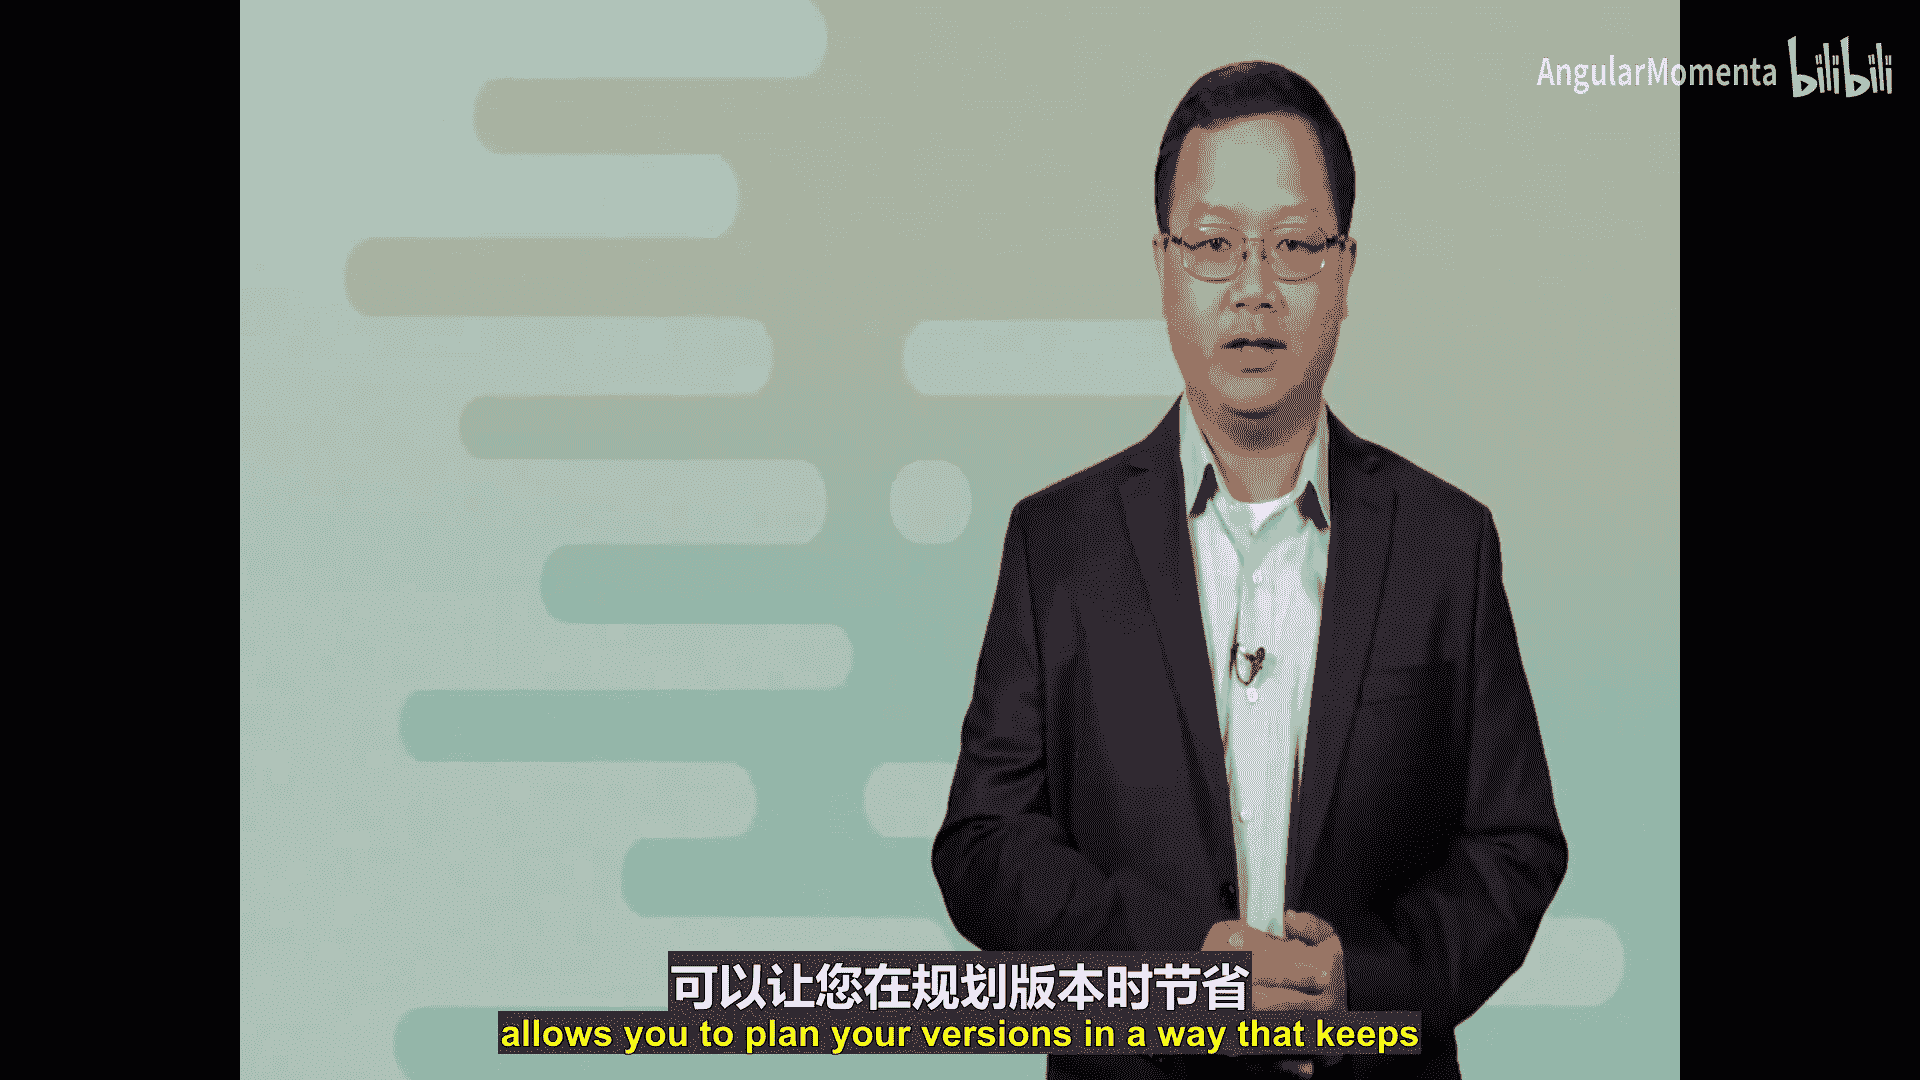 AngularMomenta bilibili
可以让您在规划版本时节省
allows you to plan your versions in a way that keeps